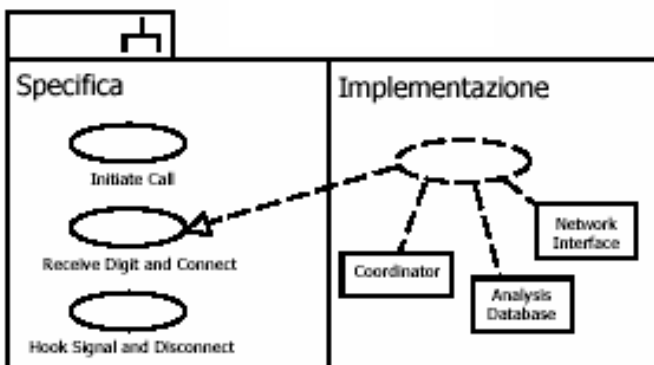 Specifica
Implementazione
Initiate Call
Receive Digit and Connect
Hook Signal and Disconnect
Coordinator
Analysis
Database
Network
Interface